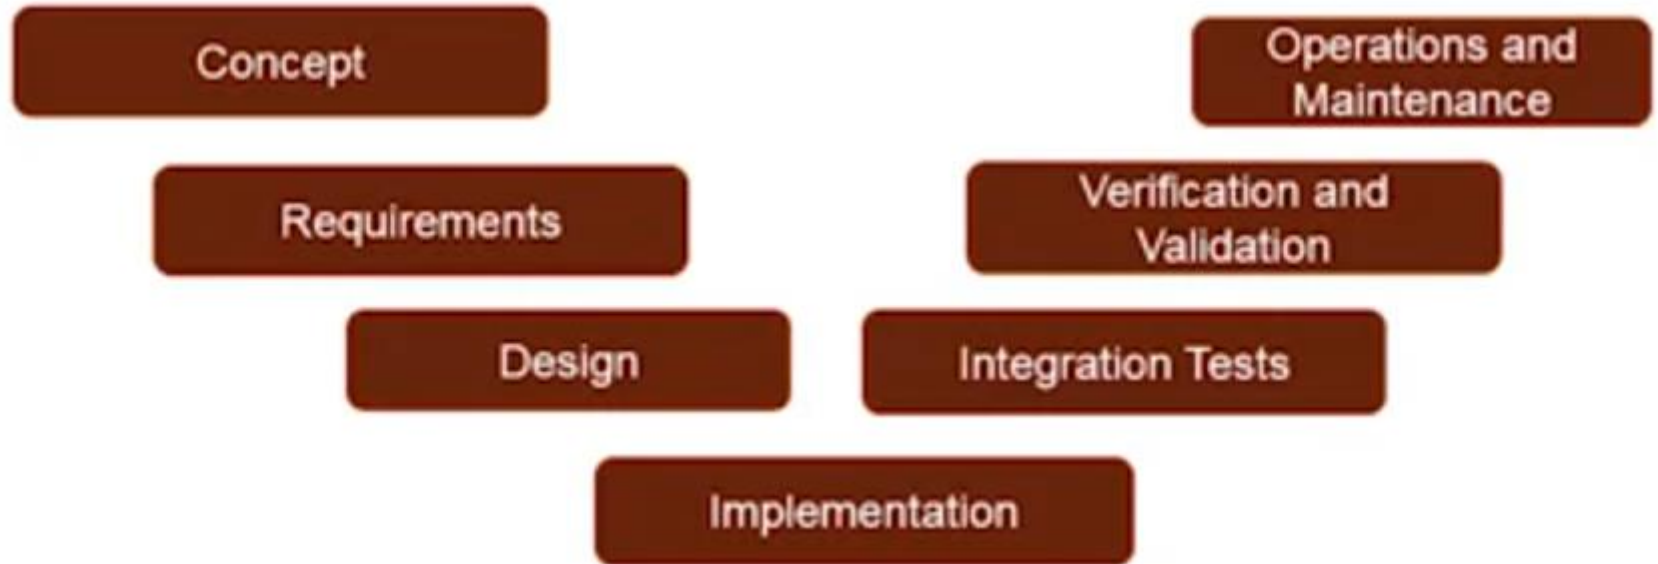 Concept
Operations and
Maintenance
Requirements
Verification and
Validation
Design
Integration Tests
Implementation